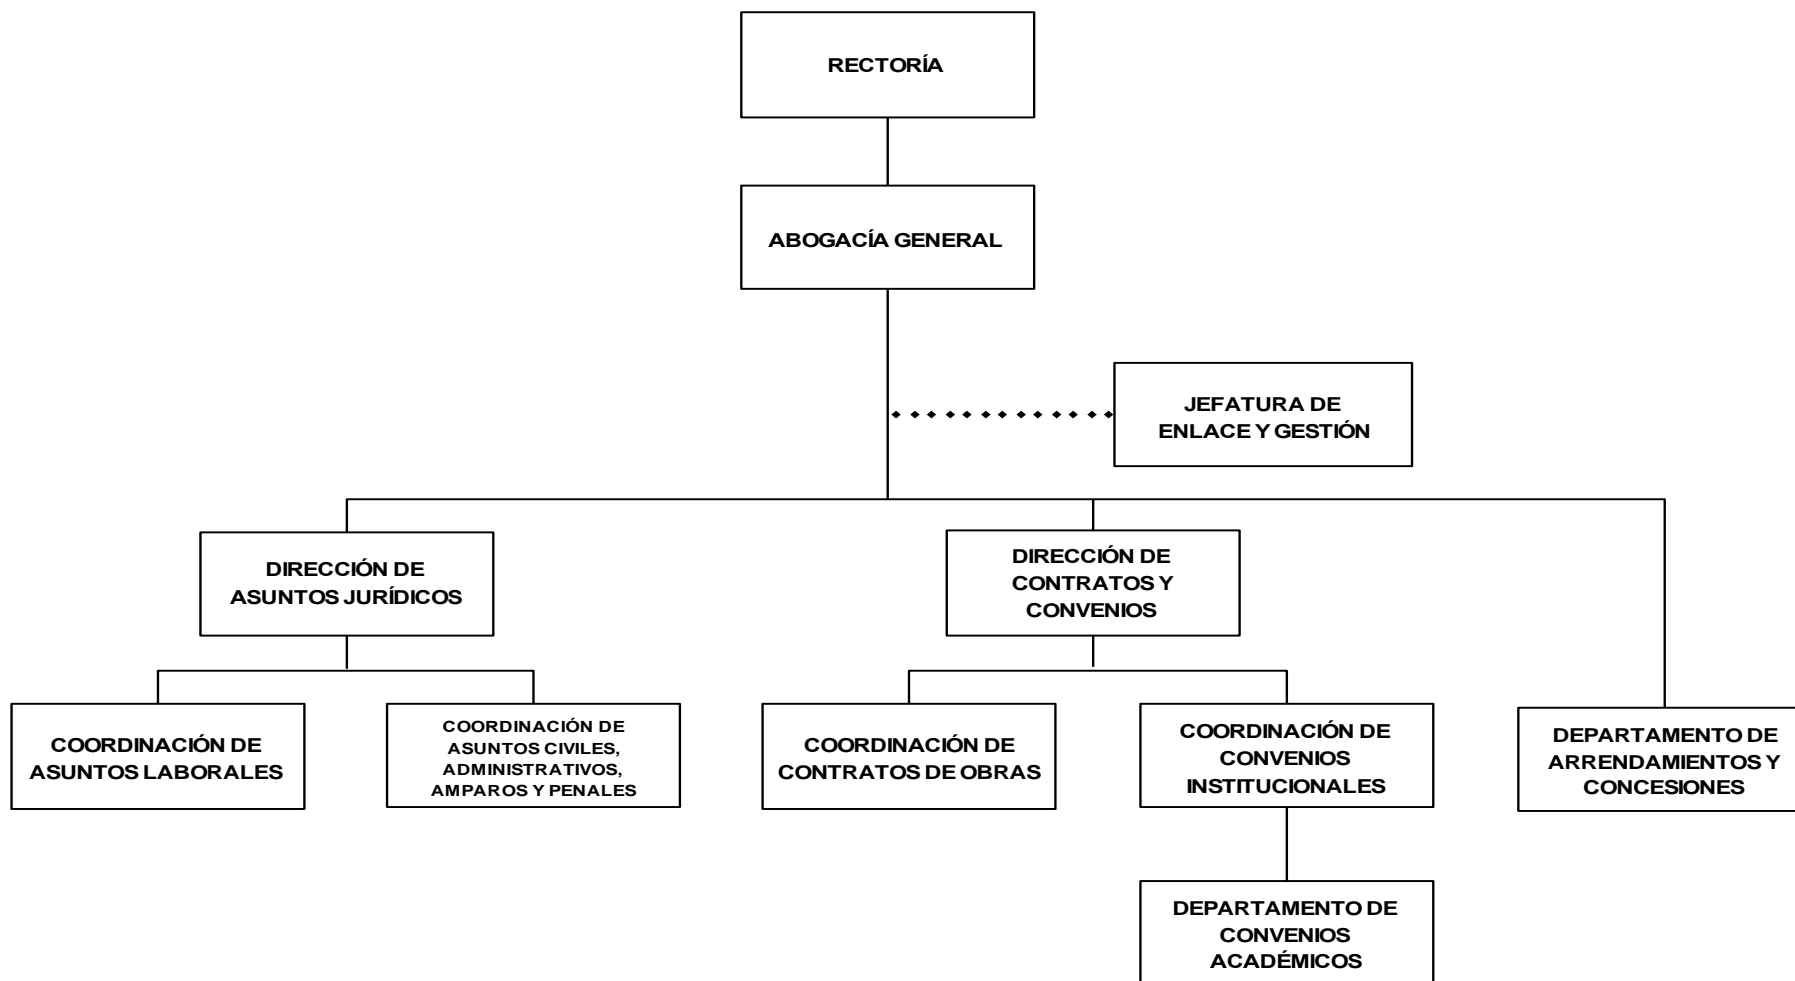 RECTORÍA
ABOGACÍA GENERAL
JEFATURA DE
ENLACE Y GESTIÓN
DIRECCIÓN DE
ASUNTOS JURÍDICOS
DIRECCIÓN DE
CONTRATOS Y
CONVENIOS
COORDINACIÓN DE
ASUNTOS LABORALES
COORDINACIÓN DE
ASUNTOS CIVILES,
ADMINISTRATIVOS,
AMPAROS Y PENALES
COORDINACIÓN DE
CONTRATOS DE OBRAS
COORDINACIÓN DE
CONVENIOS
INSTITUCIONALES
DEPARTAMENTO DE
ARRENDAMIENTOS Y
CONCESIONES
DEPARTAMENTO DE
CONVENIOS
ACADÉMICOS